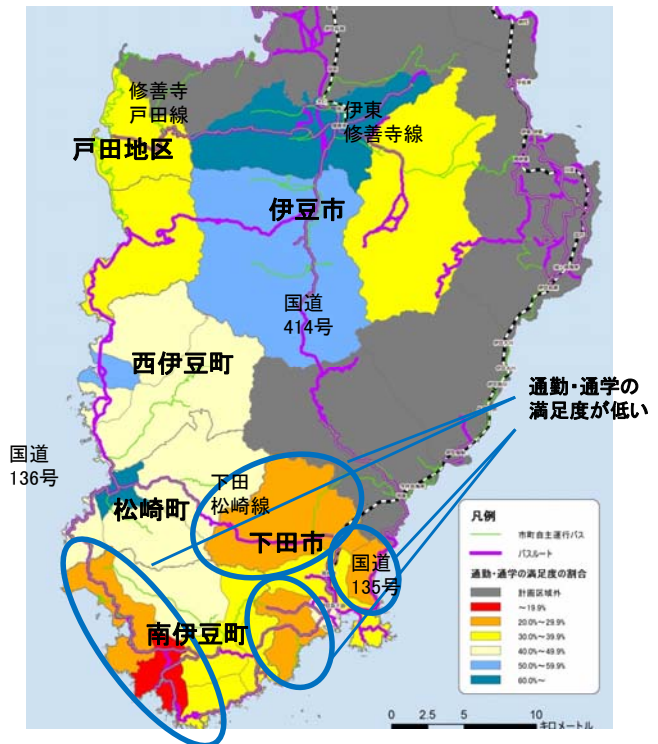 修善寺
戸田線
伊東
修善寺線
戸田地区
伊豆市
国道
414号
西伊豆町
通勤・通学の
満足度が低い
国道
136号
下田
松崎線
松崎町
下田市
国道
135号
南伊豆町
凡例
市町自主運行バス
バスルート
通勤・通学の満足度の割合
計画区域外
～19.9%
20.0%～29.9%
30.0%～39.9%
40.0%～49.9%
50.0%～59.9%
60.0%～
0 2.5 5 10
キロメートル